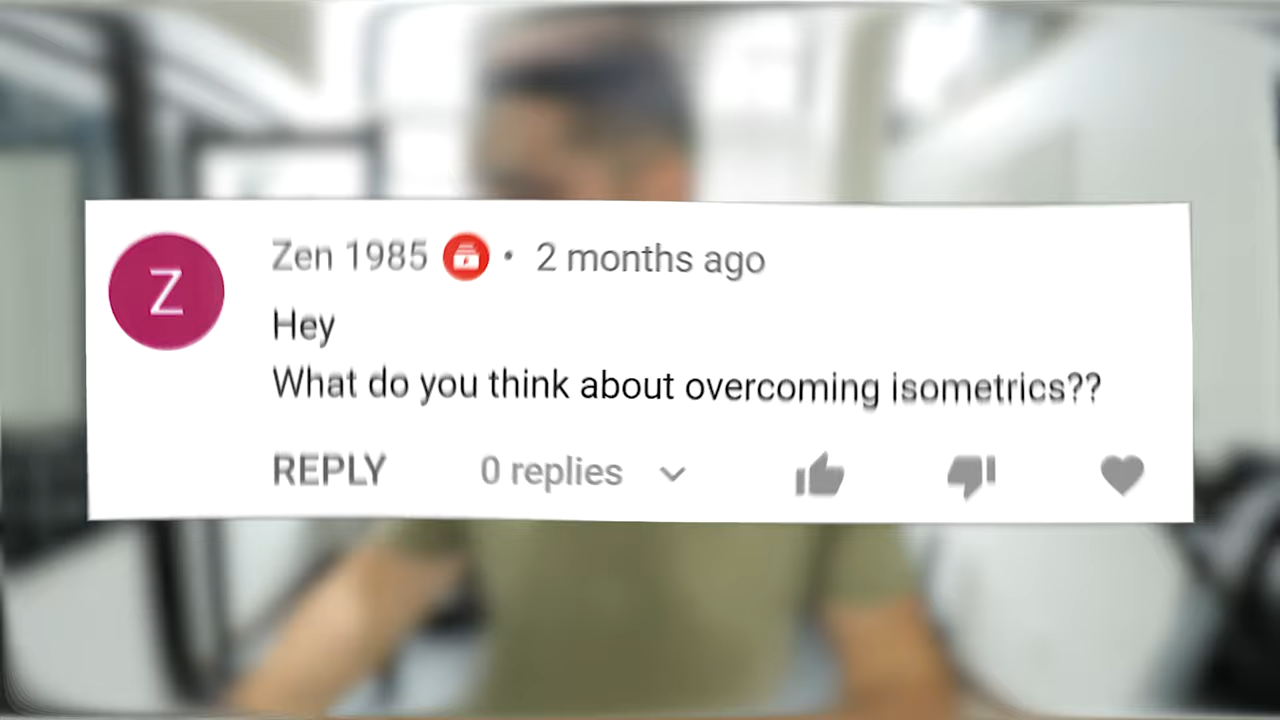 Z
Zen 1985 • 2 months ago
Hey
What do you think about overcoming isometrics??
REPLY 0 replies